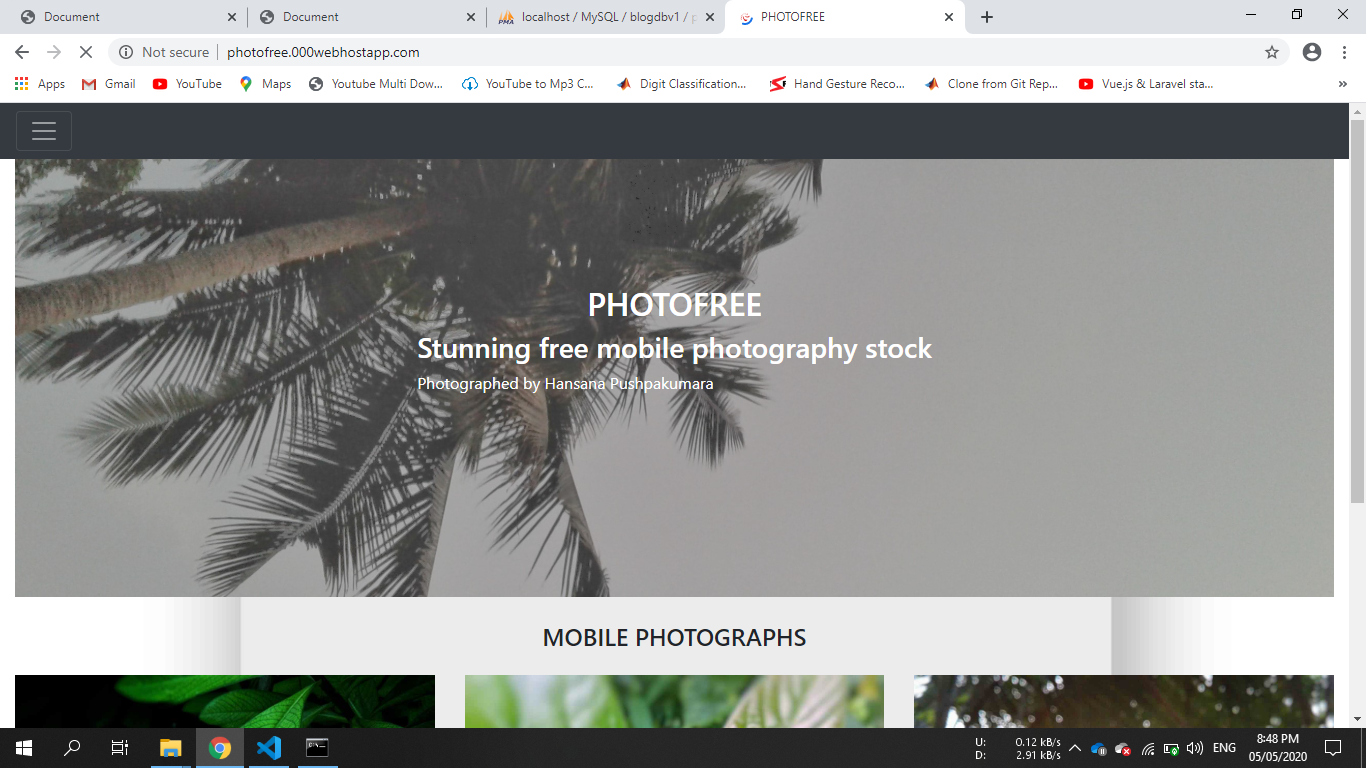 Document
Document
localhost / MySQL / blogdbv1 /
PHOTOFREE
Not secure
photofree.000webhostapp.com
Apps
Gmail
YouTube
Maps
Youtube Multi Dow...
YouTube to Mp3 C...
Digit Classification...
Hand Gesture Reco...
Clone from Git Rep...
Vue.js & Laravel sta...
PHOTOFREE
Stunning free mobile photography stock
Photographed by Hansana Pushpakumara
MOBILE PHOTOGRAPHS
U: 0.12 kB/s
D: 2.91 kB/s
ENG
8:48 PM
05/05/2020